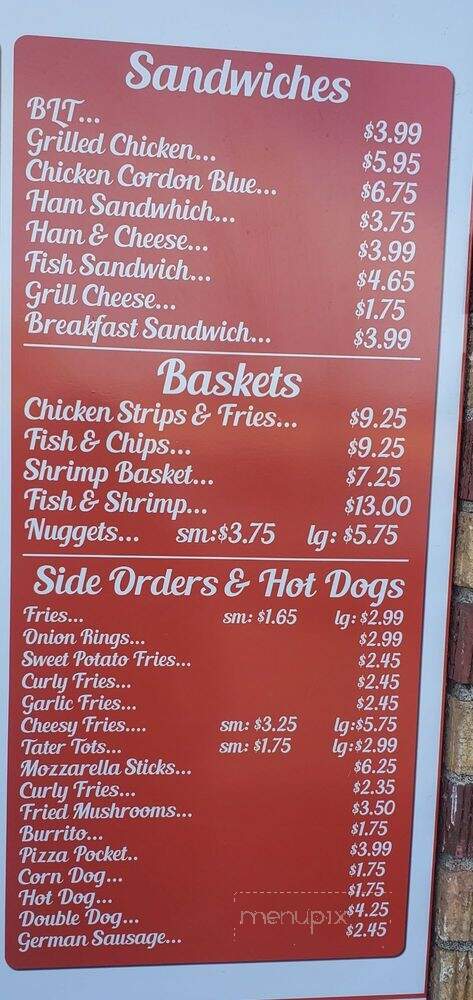 Sandwiches
BLT... $3.99
Grilled Chicken... $5.95
Chicken Cordon Blue... $6.75
Ham Sandwhich... $3.75
Ham & Cheese... $3.99
Fish Sandwich... $4.65
Grill Cheese... $1.75
Breakfast Sandwich... $3.99
Baskets
Chicken Strips & Fries... $9.25
Fish & Chips... $9.25
Shrimp Basket... $7.25
Fish & Shrimp... $13.00
Nuggets... sm:$3.75 lg: $5.75
Side Orders & Hot Dogs
Fries... sm: $1.65 lg: $2.99
Onion Rings... $2.99
Sweet Potato Fries... $2.45
Curly Fries... $2.45
Garlic Fries... $2.45
Cheesy Fries.... sm: $3.25 lg:$5.75
Tater Tots... sm: $1.75 lg:$2.99
Mozzarella Sticks... $6.25
Curly Fries... $2.35
Fried Mushrooms... $3.50
Burrito... $1.75
Pizza Pocket.. $3.99
Corn Dog... $1.75
Hot Dog... $1.75
Double Dog... $4.25
German Sausage... $2.45
menupix